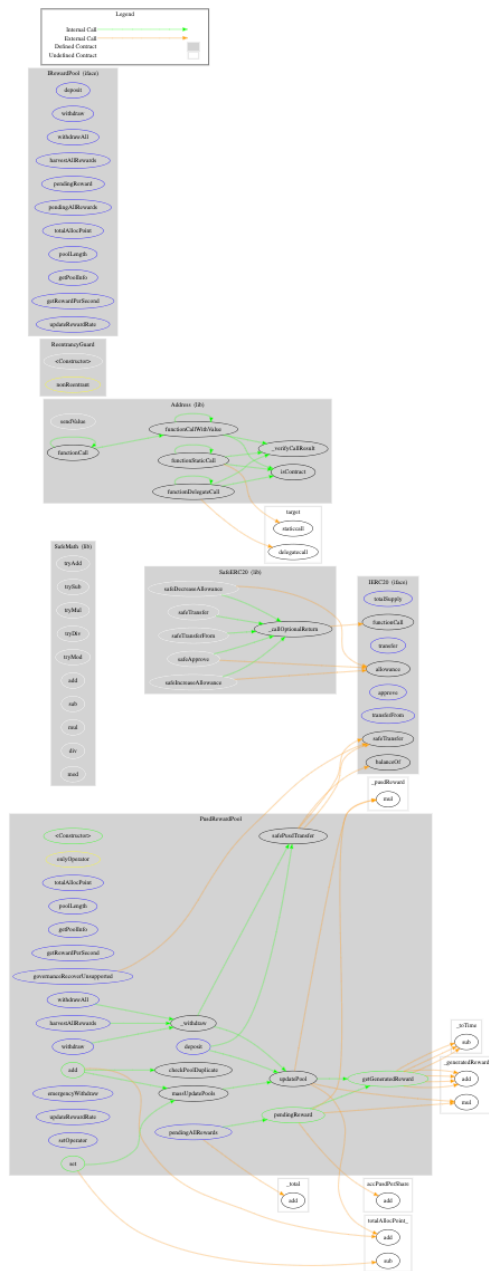 Legend
Internal Call
External Call
Defined Contract
Undefined Contract
IRewardPool (iface)
deposit
withdraw
withdrawAll
harvestAllRewards
pendingReward
pendingAllRewards
totalAllocPoint
poolLength
getPoolInfo
getRewardPerSecond
updateRewardRate
ReentrancyGuard
<Constructor>
nonReentrant
Address (lib)
sendValue
functionCall
functionCallWithValue
functionStaticCall
functionDelegateCall
_verifyCallResult
isContract
target
staticcall
delegatecall
SafeMath (lib)
tryAdd
trySub
tryMul
tryDiv
tryMod
add
sub
mul
div
mod
SafeERC20 (lib)
safeDecreaseAllowance
safeTransfer
safeTransferFrom
safeApprove
safeIncreaseAllowance
_callOptionalReturn
IERC20 (iface)
totalSupply
functionCall
transfer
allowance
approve
transferFrom
safeTransfer
balanceOf
mul
<Constructor>
onlyOperator
totalAllocPoint
poolLength
getPoolInfo
getRewardPerSecond
governanceRecoverUnsupported
withdrawAll
harvestAllRewards
withdraw
add
emergencyWithdraw
updateRewardRate
setOperator
set
_withdraw
deposit
checkPoolDuplicate
massUpdatePools
pendingAllRewards
updatePool
pendingReward
getGeneratedReward
_toTime
sub
_generatedReward
add
mul
_total
add
add
totalAllocPoint_
add
sub